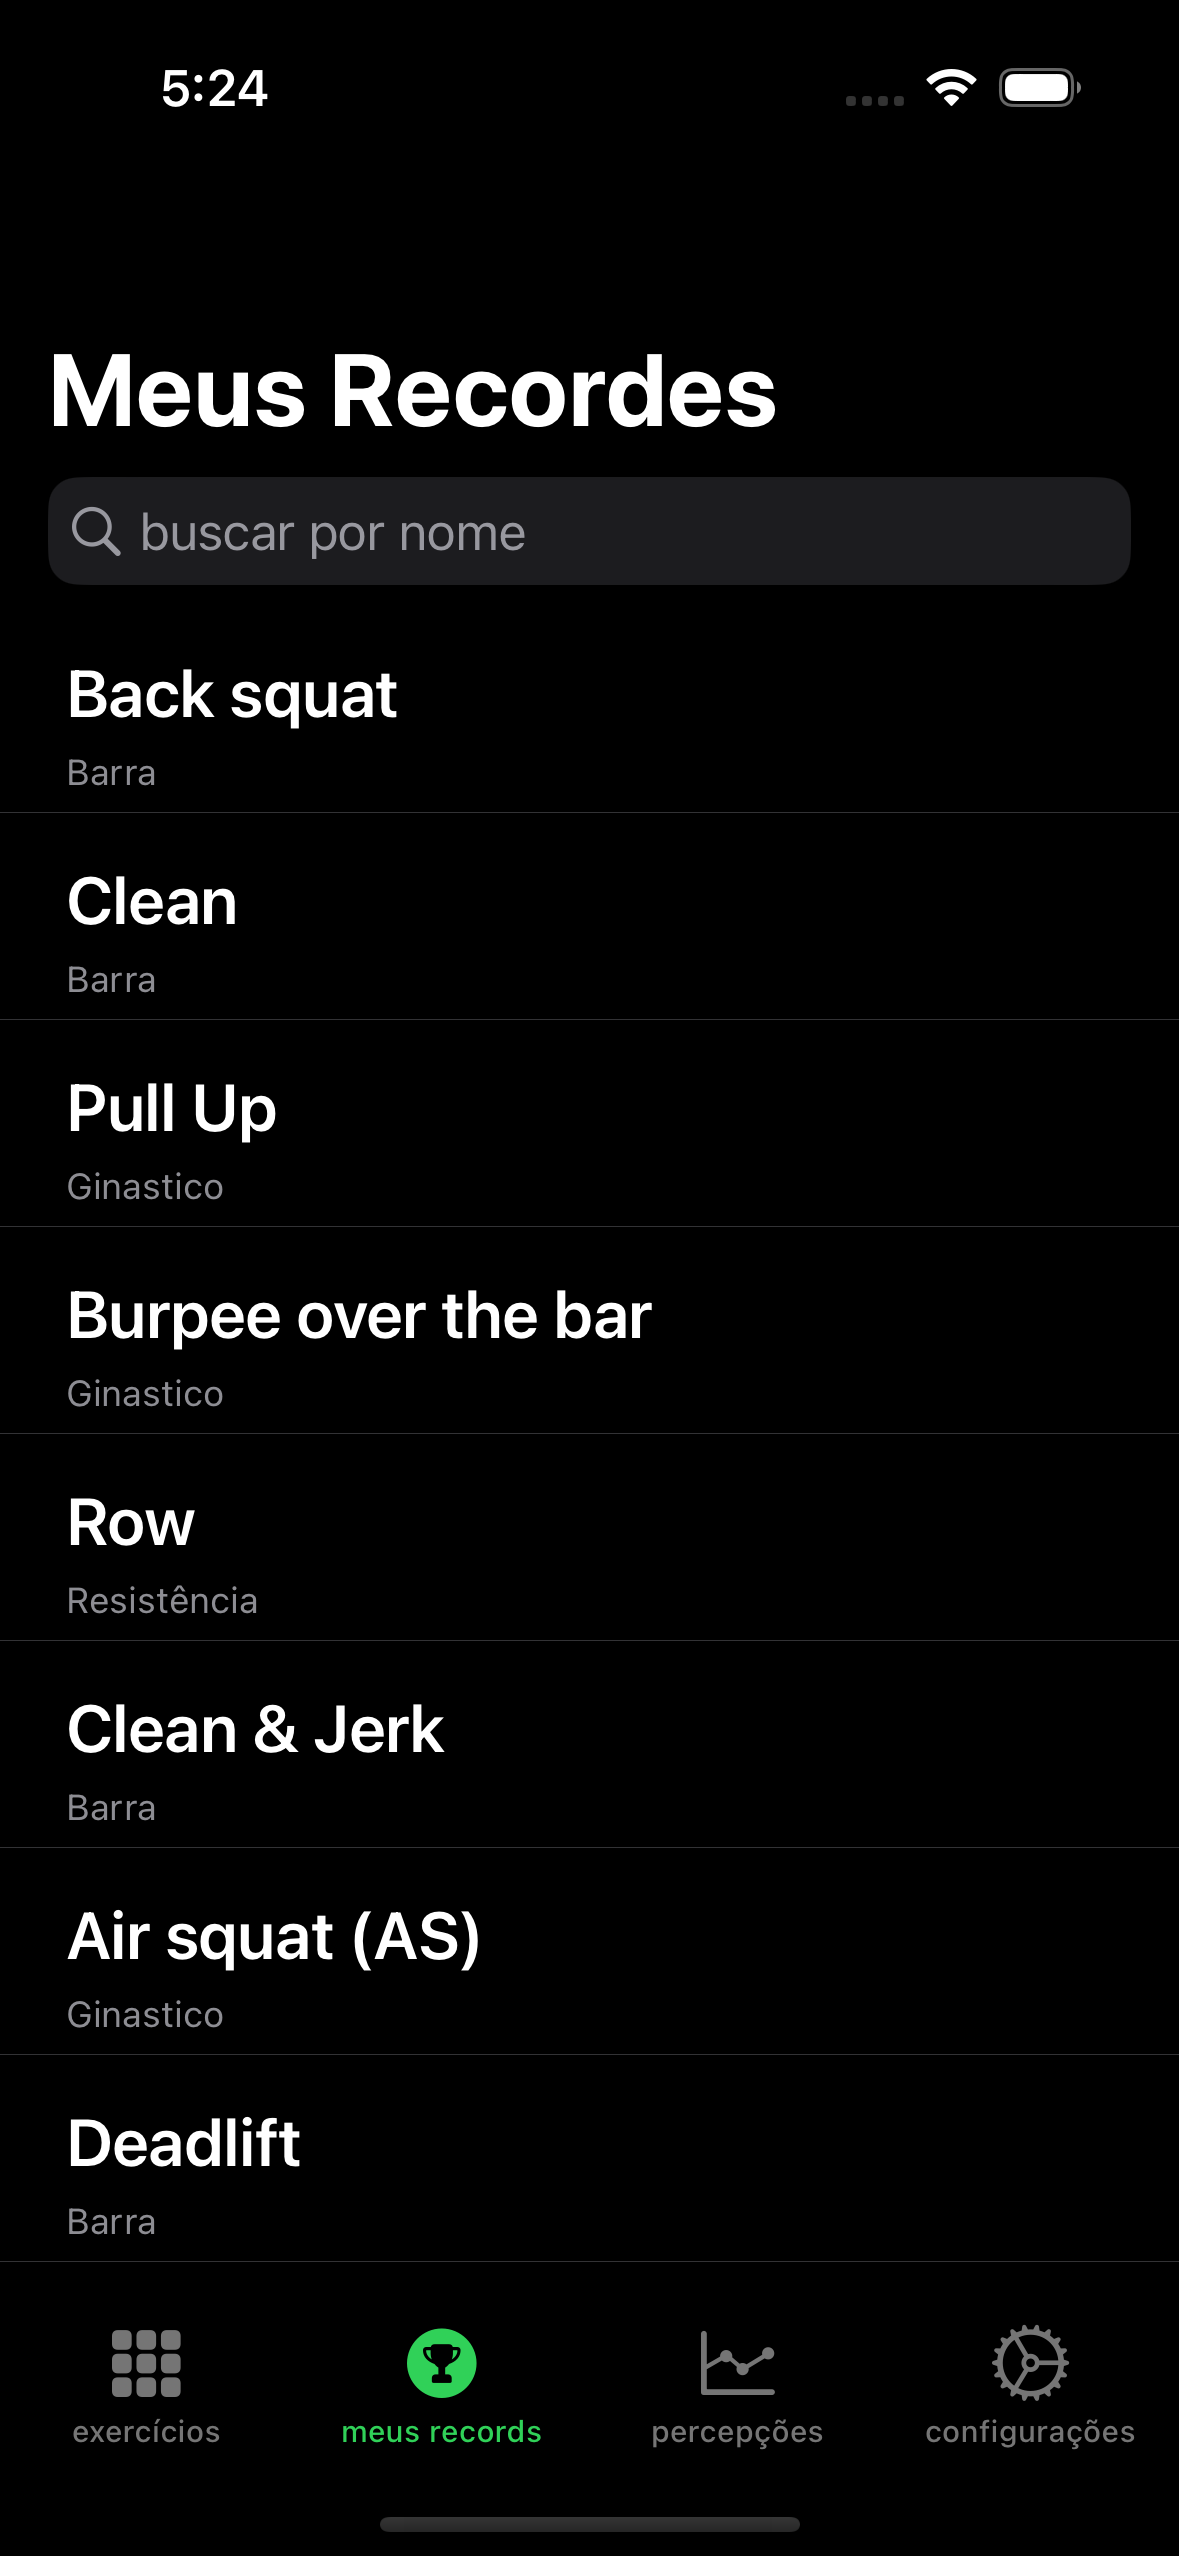 5:24
Meus Recordes
buscar por nome
Back squat
Barra
Clean
Barra
Pull Up
Ginastico
Burpee over the bar
Ginastico
Row
Resistência
Clean & Jerk
Barra
Air squat (AS)
Ginastico
Deadlift
Barra
exercícios
meus records
percepções
configurações